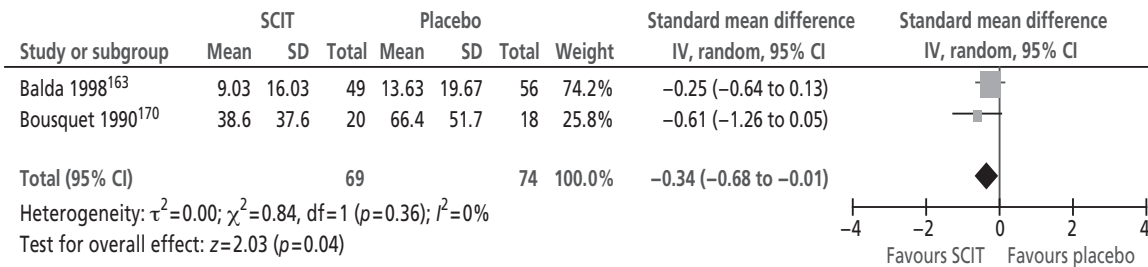 SCIT Placebo Standard mean difference Standard mean difference
Study or subgroup Mean SD Total Mean SD Total Weight IV, random, 95% CI IV, random, 95% CI
Balda 1998¹⁶³ 9.03 16.03 49 13.63 19.67 56 74.2% −0.25 (−0.64 to 0.13)
Bousquet 1990¹⁷⁰ 38.6 37.6 20 66.4 51.7 18 25.8% −0.61 (−1.26 to 0.05)
Total (95% CI) 69 74 100.0% −0.34 (−0.68 to −0.01)
Heterogeneity: τ²=0.00; χ²=0.84, df=1 (p=0.36); I²=0%
Test for overall effect: z=2.03 (p=0.04)
−4 −2 0 2 4
Favours SCIT Favours placebo